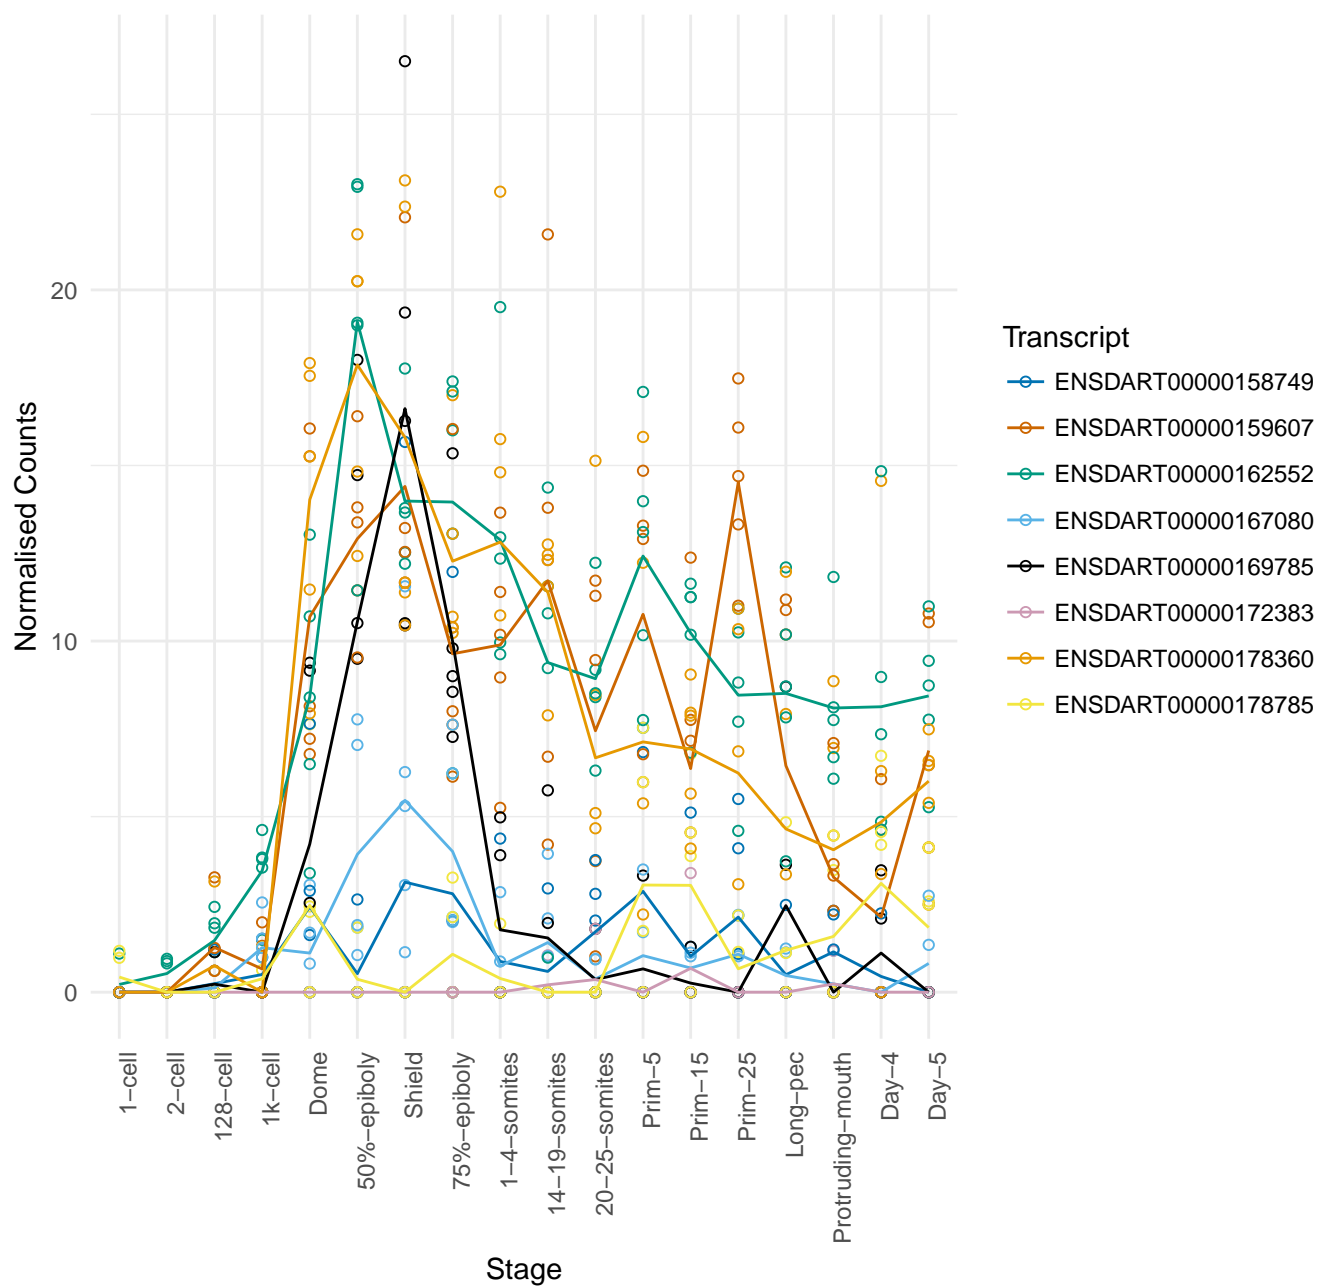 Normalised Counts
20
10
0
1−cell
2−cell
128−cell
1k−cell
Dome
50%−epiboly
Shield
75%−epiboly
1−4−somites
14−19−somites
20−25−somites
Prim−5
Prim−15
Prim−25
Long−pec
Protruding−mouth
Day−4
Day−5
Stage
Transcript
ENSDART00000158749
ENSDART00000159607
ENSDART00000162552
ENSDART00000167080
ENSDART00000169785
ENSDART00000172383
ENSDART00000178360
ENSDART00000178785